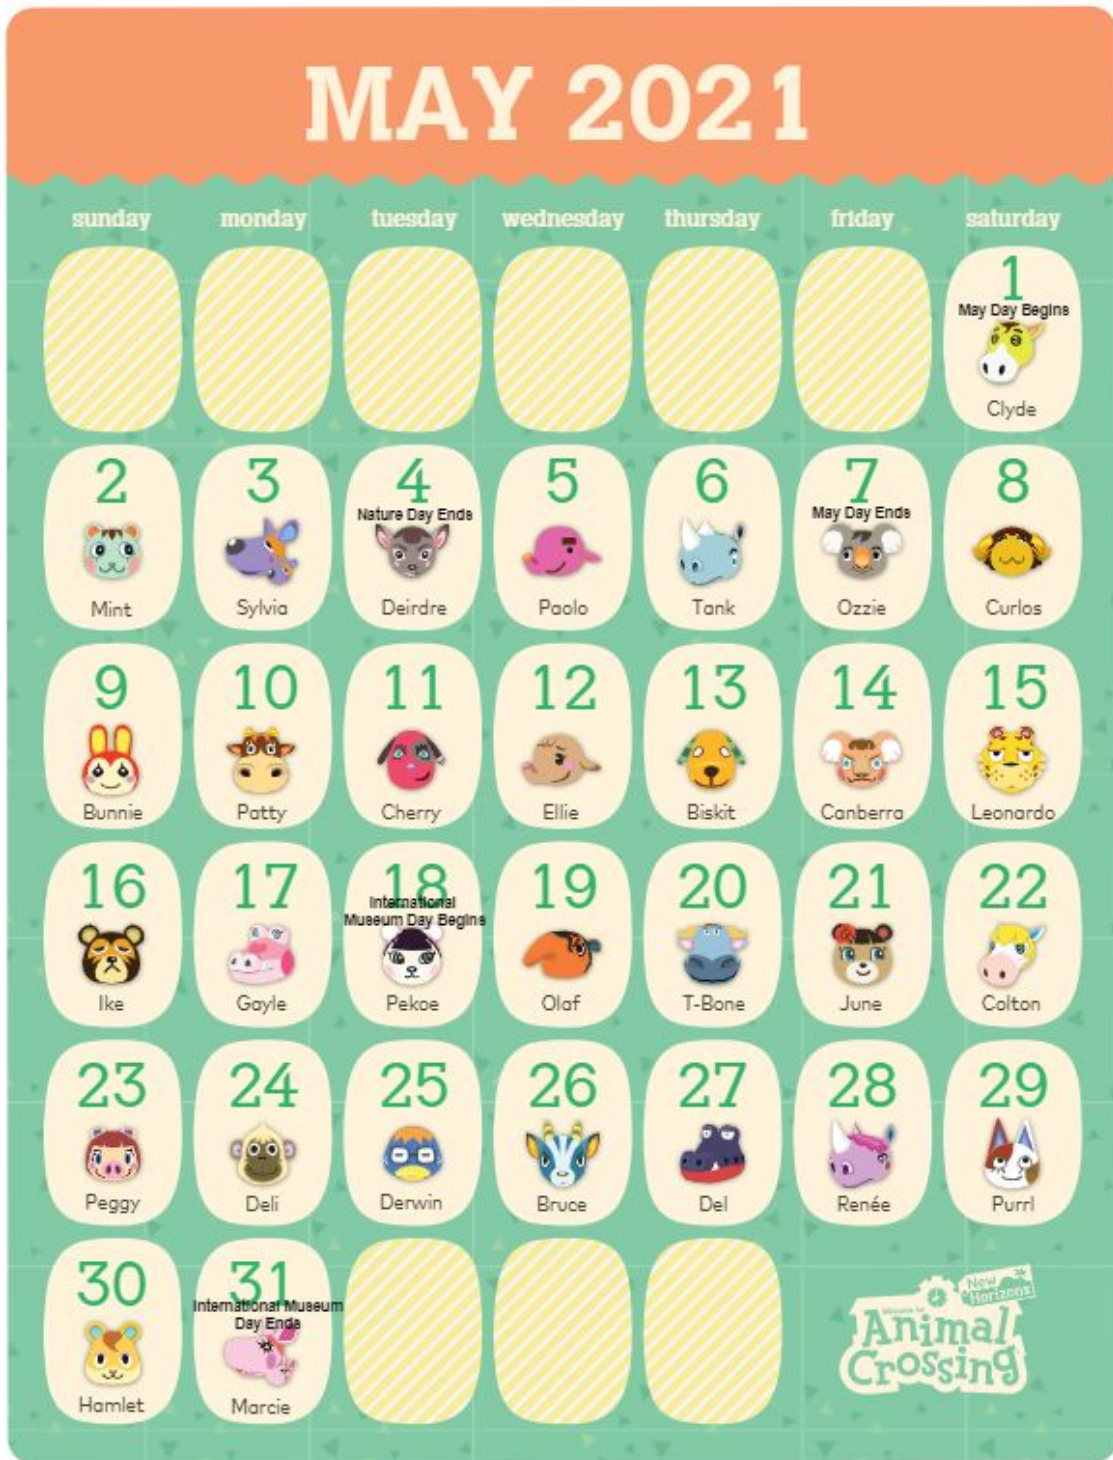 MAY 2021
sunday monday tuesday wednesday thursday friday saturday
1
May Day Begins
Clyde
2 3 4 5 6 7 8
Nature Day Ends May Day Ends
Mint Sylvia Deirdre Paolo Tank Ozzie Curlos
9 10 11 12 13 14 15
Bunnie Patty Cherry Ellie Biskit Canberra Leonardo
16 17 18 19 20 21 22
International
Museum Day Begins
Ike Gayle Pekoe Olaf T-Bone June Colton
23 24 25 26 27 28 29
Peggy Deli Derwin Bruce Del Renée Purrl
30 31
International Museum
Day Ends
Hamlet Marcie
New
Horizons
Welcome to
Animal
Crossing